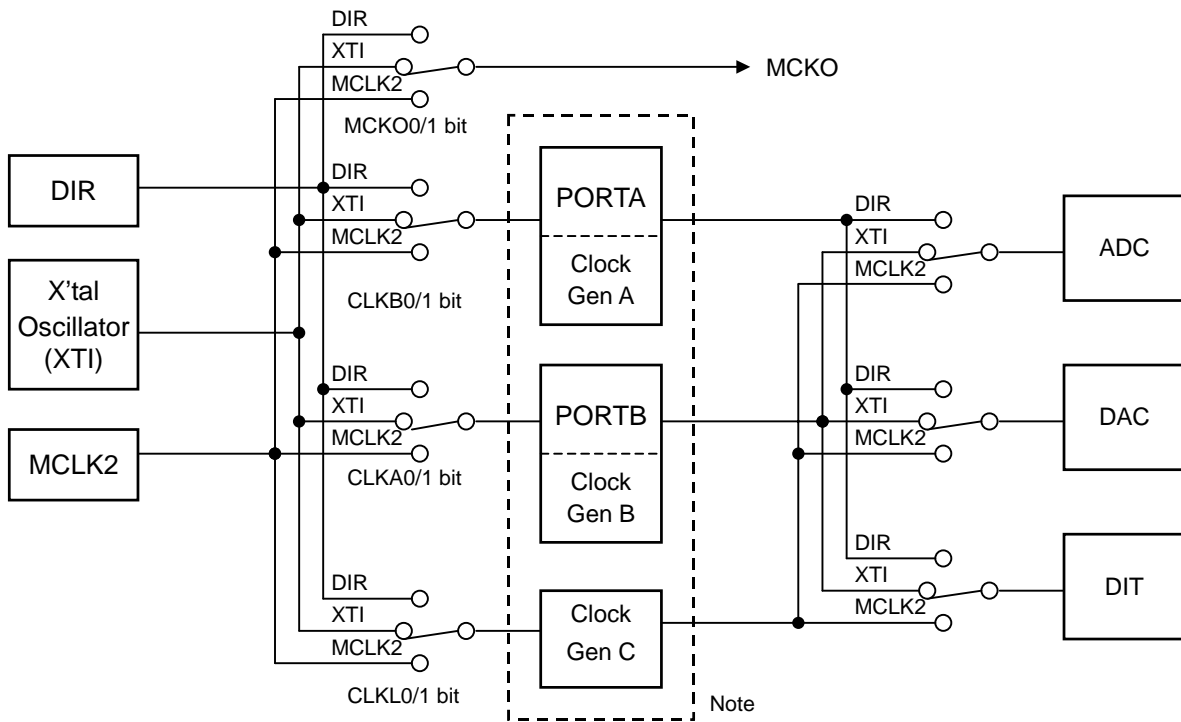 DIR
XTI
MCLK2
MCKO
MCKO0/1 bit
DIR
X'tal
Oscillator
(XTI)
MCLK2
DIR
XTI
MCLK2
CLKB0/1 bit
PORTA
Clock
Gen A
DIR
XTI
MCLK2
ADC
DIR
XTI
MCLK2
CLKA0/1 bit
PORTB
Clock
Gen B
DIR
XTI
MCLK2
DAC
DIR
XTI
MCLK2
CLKL0/1 bit
Clock
Gen C
DIR
XTI
MCLK2
DIT
Note